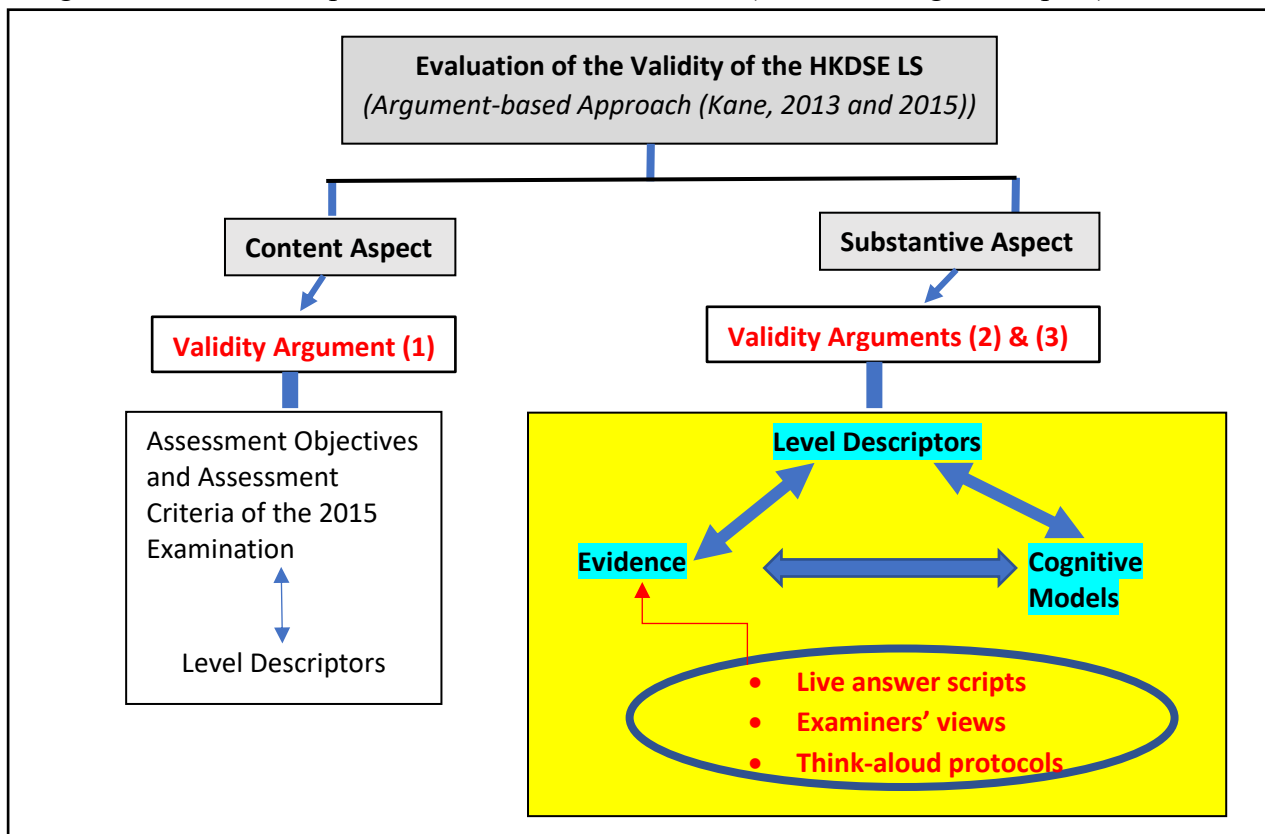 Evaluation of the Validity of the HKDSE LS
(Argument-based Approach (Kane, 2013 and 2015))
Content Aspect
Substantive Aspect
Validity Argument (1)
Validity Arguments (2) & (3)
Assessment Objectives
and Assessment
Criteria of the 2015
Examination
Level Descriptors
Level Descriptors
Evidence
Cognitive
Models
• Live answer scripts
• Examiners’ views
• Think-aloud protocols